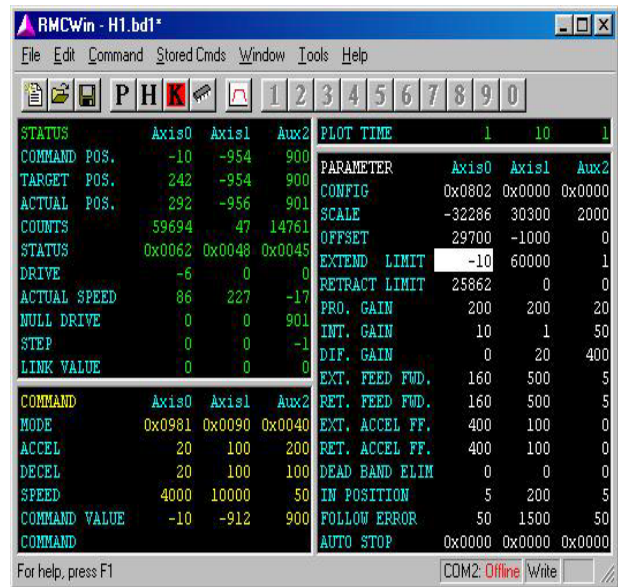 RMCWin - H1.bd1*
File Edit Command Stored Cmds Window Tools Help
P H K 1 2 3 4 5 6 7 8 9 0
STATUS Axis0 Axis1 Aux2
COMMAND POS. -10 -954 900
TARGET POS. 242 -954 900
ACTUAL POS. 292 -956 901
COUNTS 59694 47 14761
STATUS 0x0062 0x0048 0x0045
DRIVE -6 0 0
ACTUAL SPEED 86 227 -17
NULL DRIVE 0 0 901
STEP 0 0 -1
LINK VALUE 0 0 0
COMMAND Axis0 Axis1 Aux2
MODE 0x0981 0x0090 0x0040
ACCEL 20 100 200
DECEL 20 100 100
SPEED 4000 10000 50
COMMAND VALUE -10 -912 900
COMMAND
PLOT TIME 1 10 1
PARAMETER Axis0 Axis1 Aux2
CONFIG 0x0802 0x0000 0x0000
SCALE -32286 30300 2000
OFFSET 29700 -1000 0
EXTEND LIMIT -10 60000 1
RETRACT LIMIT 25862 0 0
PRO. GAIN 200 200 20
INT. GAIN 10 1 50
DIF. GAIN 0 20 400
EXT. FEED FWD. 160 500 5
RET. FEED FWD. 160 500 5
EXT. ACCEL FF. 400 100 0
RET. ACCEL FF. 400 100 0
DEAD BAND ELIM 0 0 0
IN POSITION 5 200 5
FOLLOW ERROR 50 1500 50
AUTO STOP 0x0000 0x0000 0x0000
For help, press F1 COM2: Offline Write